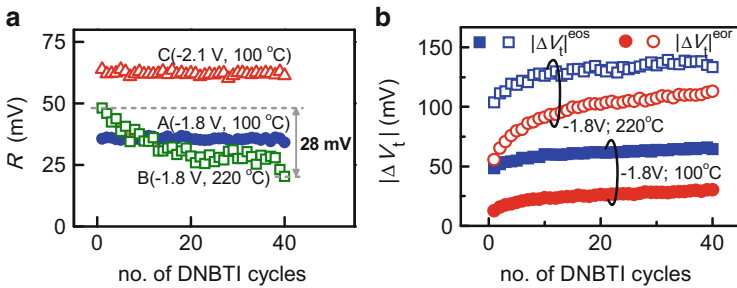 a
R (mV)
75
50
25
0
C(-2.1 V, 100 °C)
A(-1.8 V, 100°C)
B(-1.8 V, 220 °C)
28 mV
0 20 40
no. of DNBTI cycles
b
|ΔVt| (mV)
150
100
50
0
|ΔVt|eos |ΔVt|eor
-1.8V; 220°C
-1.8V; 100°C
0 20 40
no. of DNBTI cycles